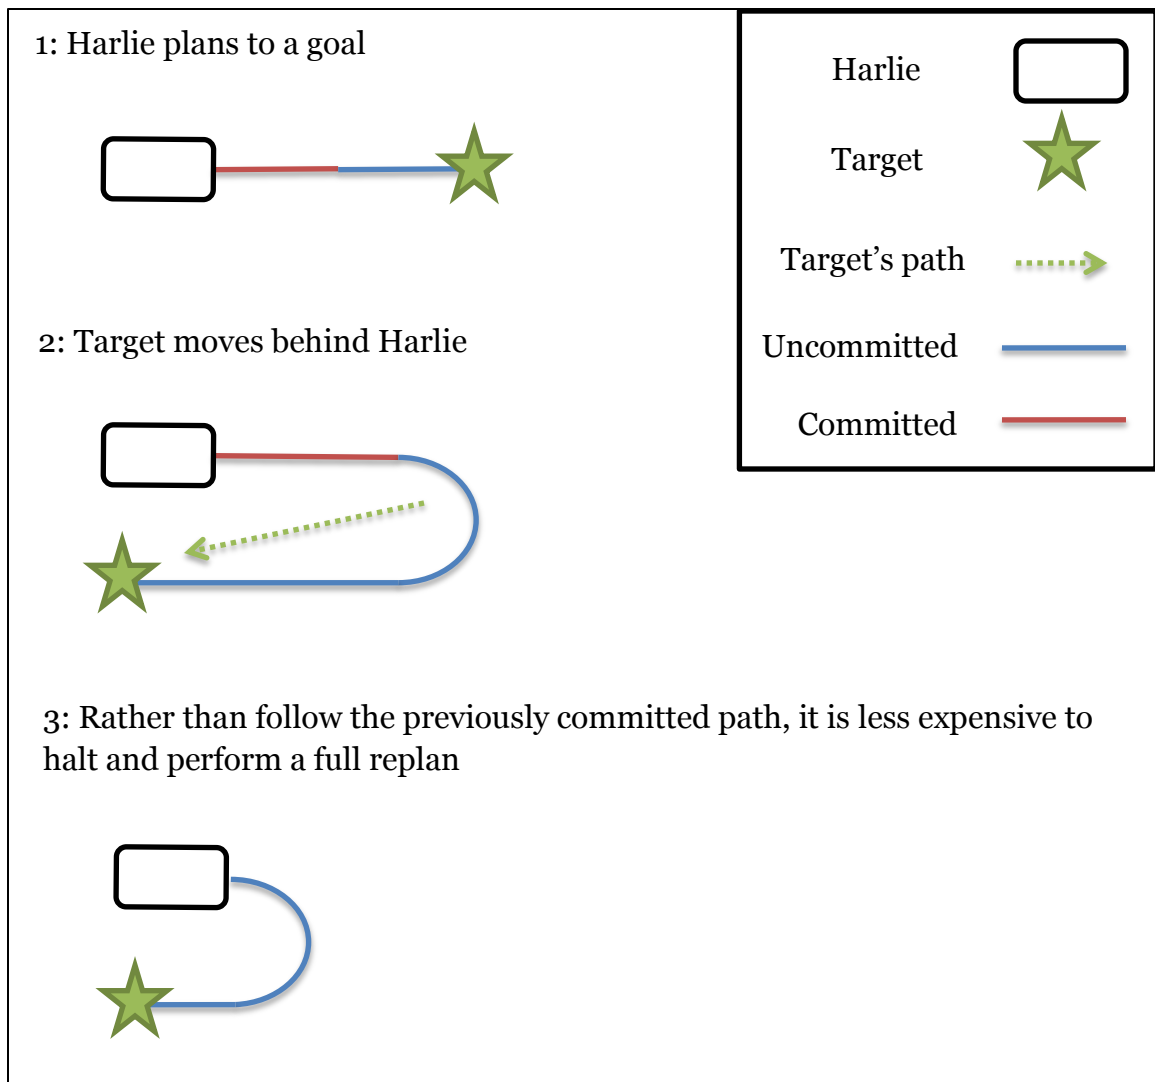 1: Harlie plans to a goal
Harlie
Target
Target’s path
2: Target moves behind Harlie
Uncommitted
Committed
3: Rather than follow the previously committed path, it is less expensive to
halt and perform a full replan